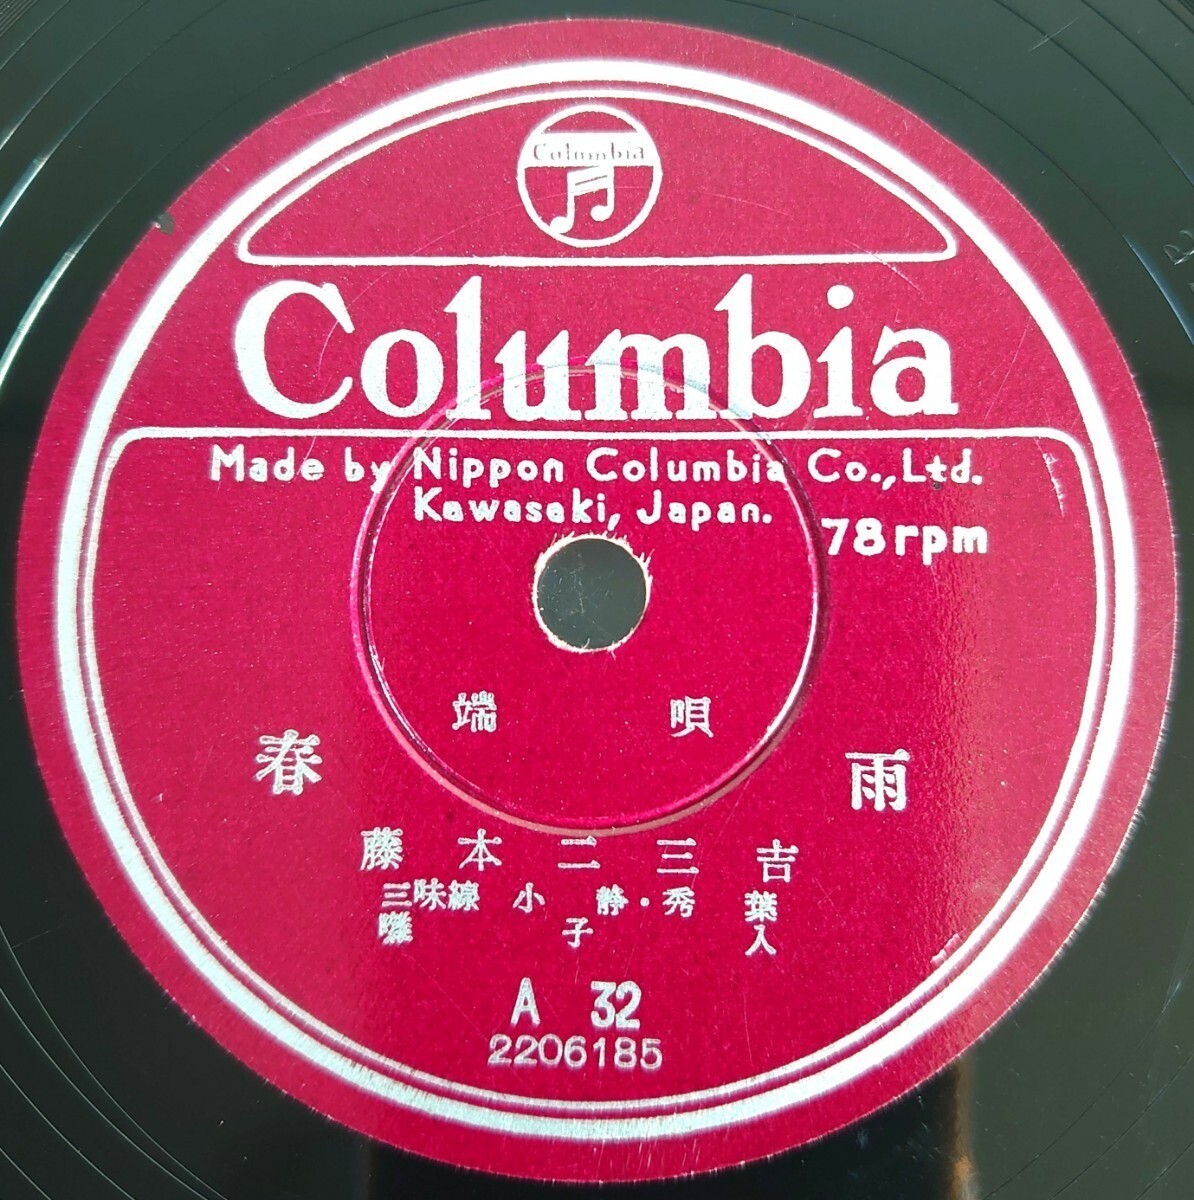 Columbia
Columbia
Made by Nippon Columbia Co., Ltd.
Kawasaki, Japan.
78rpm
端唄
春雨
藤本二三吉
三味線 小静・秀葉
囃子入
A 32
2206185